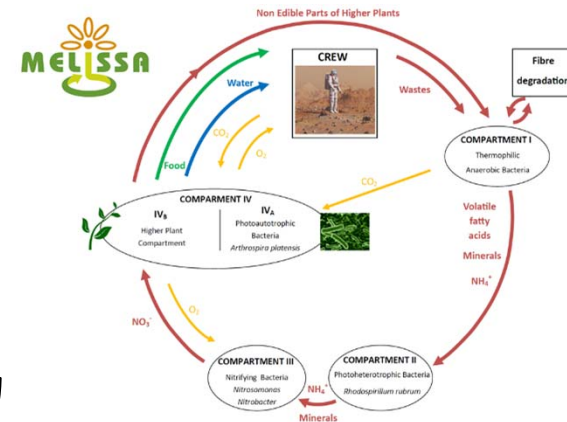 Non Edible Parts of Higher Plants
MELISSA
CREW
Fibre
degradation
Water
Wastes
CO2
O2
Food
COMPARTMENT I
Thermophilic
Anaerobic Bacteria
CO2
COMPARMENT IV
IVB
Higher Plant
Compartment
IVA
Photoautotrophic
Bacteria
Arthrospira platensis
Volatile
fatty
acids
Minerals
NH4+
O2
NO3-
COMPARTMENT III
Nitrifying Bacteria
Nitrosomonas
Nitrobacter
COMPARTMENT II
Photoheterotrophic Bacteria
Rhodospirillum rubrum
NH4+
Minerals